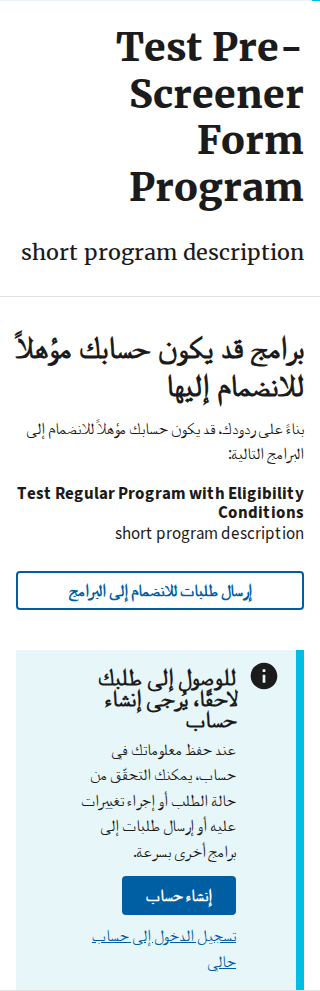 Test Pre-
Screener
Form
Program
short program description
برامج قد يكون حسابك مؤهلاً
للانضمام إليها
بناءً على ردودك، قد يكون حسابك مؤهلاً للانضمام إلى
البرامج التالية:
Test Regular Program with Eligibility
Conditions
short program description
إرسال طلبات للانضمام إلى البرامج
للوصول إلى طلبك
لاحقًا، يُرجى إنشاء
حساب
عند حفظ معلوماتك في
حساب، يمكنك التحقّق من
حالة الطلب أو إجراء تغييرات
عليه أو إرسال طلبات إلى
برامج أخرى بسرعة.
إنشاء حساب
تسجيل الدخول إلى حساب
حالي